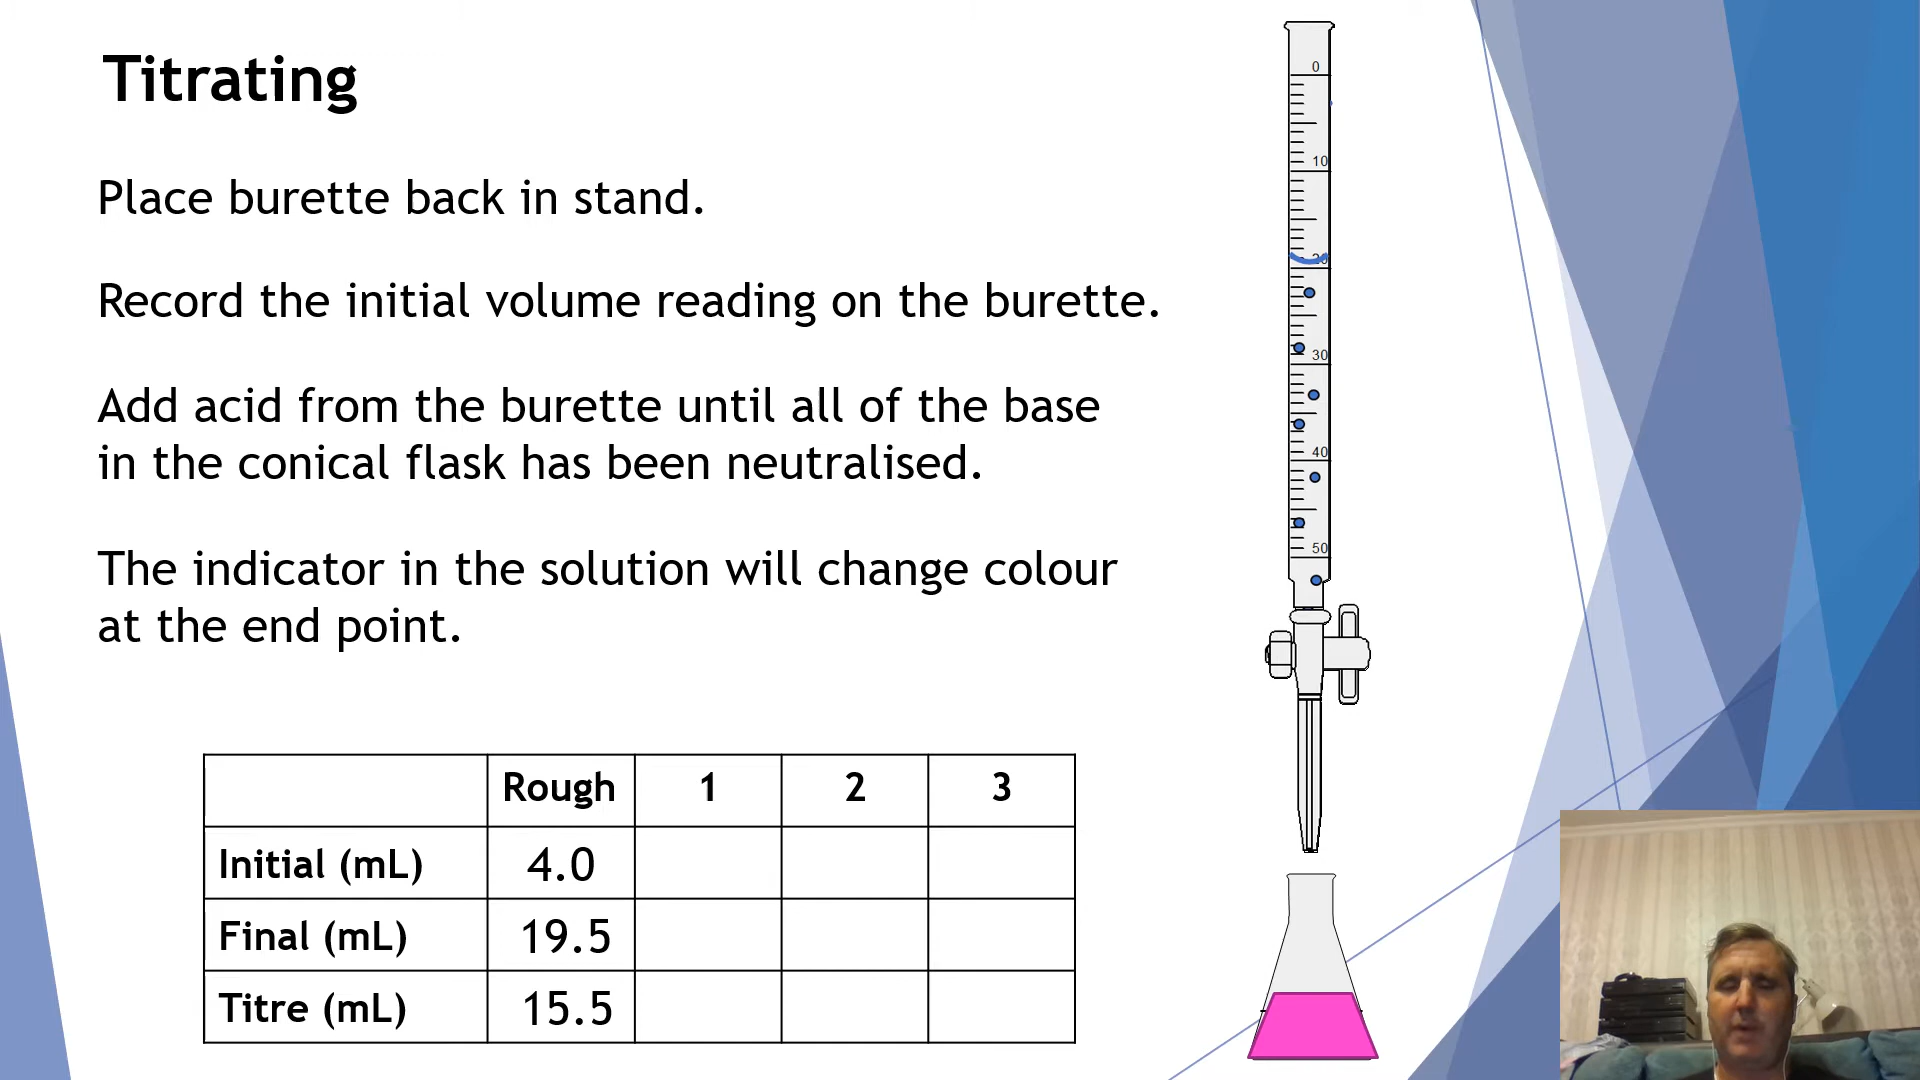 Titrating
Place burette back in stand.
Record the initial volume reading on the burette.
Add acid from the burette until all of the base
in the conical flask has been neutralised.
The indicator in the solution will change colour
at the end point.
Rough 1 2 3
Initial (mL) 4.0
Final (mL) 19.5
Titre (mL) 15.5
0
10
20
30
40
50